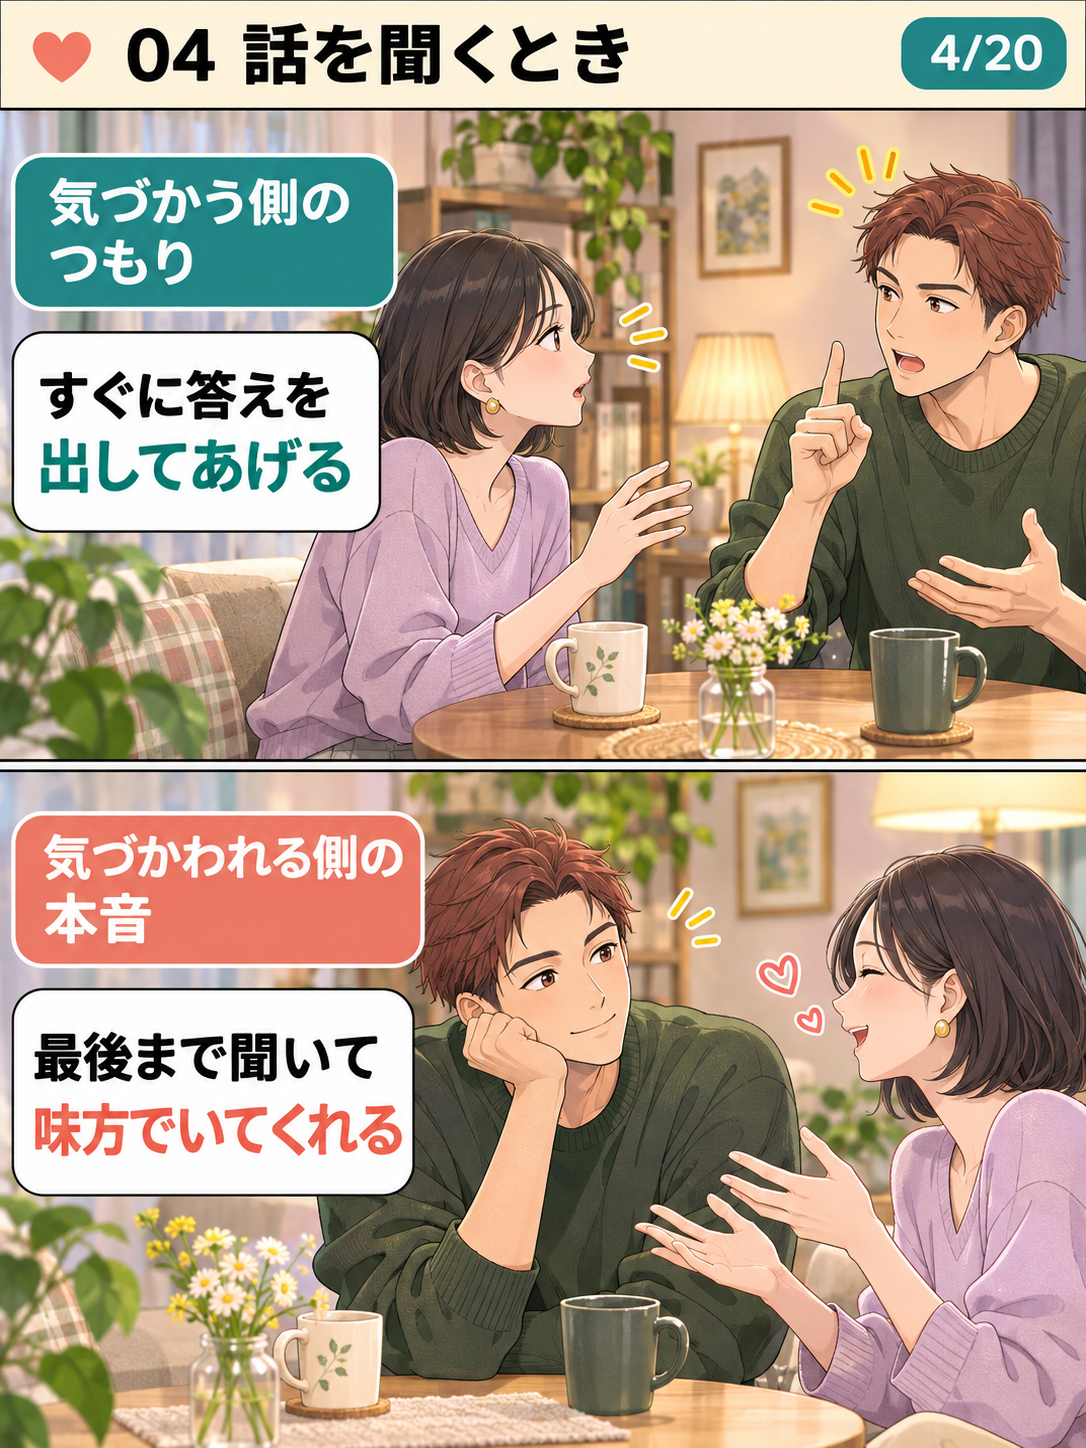 04 話を聞くとき
4/20
気づかう側の
つもり
すぐに答えを
出してあげる
気づかわれる側の
本音
最後まで聞いて
味方でいてくれる